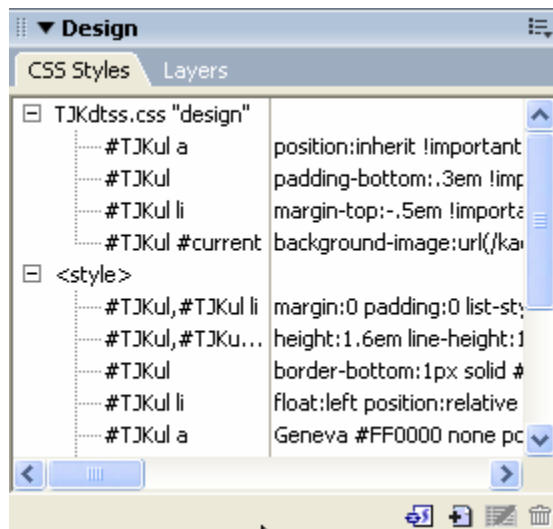 Design
CSS Styles Layers
TJKdtss.css "design"
#TJKul a position:inherit !important
#TJKul padding-bottom:.3em !imp
#TJKul li margin-top:-.5em !importa
#TJKul #current background-image:url(/ka
<style>
#TJKul,#TJKul li margin:0 padding:0 list-sty
#TJKul,#TJKu... height:1.6em line-height:1
#TJKul border-bottom:1px solid #
#TJKul li float:left position:relative
#TJKul a Geneva #FF0000 none po